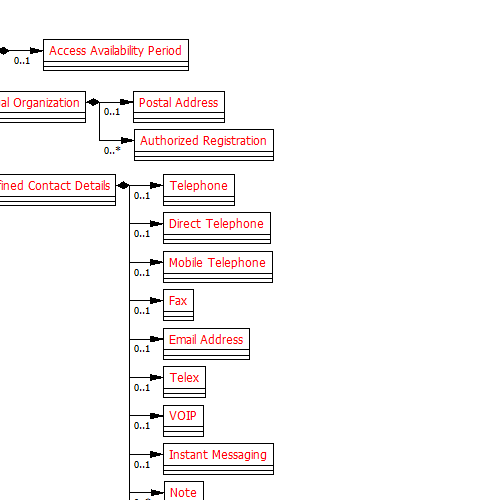 Access Availability Period
0..1
al Organization
Postal Address
0..1
Authorized Registration
0..*
fined Contact Details
Telephone
0..1
Direct Telephone
0..1
Mobile Telephone
0..1
Fax
0..1
Email Address
0..1
Telex
0..1
VOIP
0..1
Instant Messaging
0..1
Note